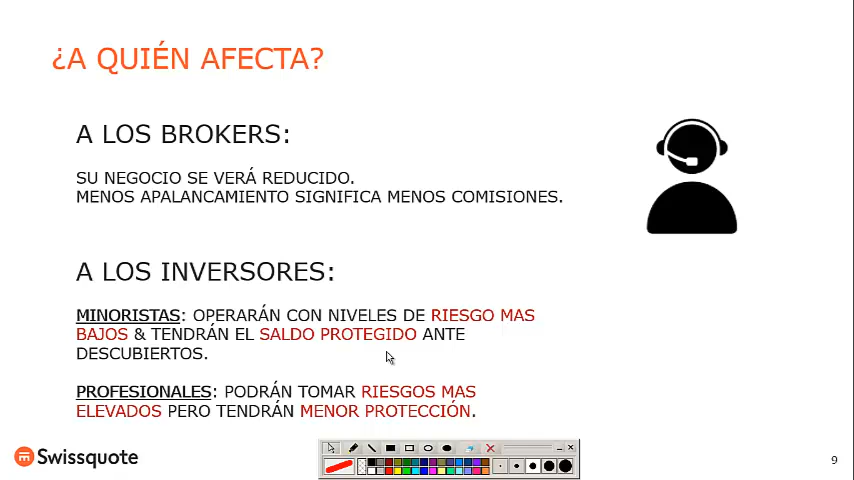 ¿A QUIÉN AFECTA?
A LOS BROKERS:
SU NEGOCIO SE VERÁ REDUCIDO.
MENOS APALANCAMIENTO SIGNIFICA MENOS COMISIONES.
A LOS INVERSORES:
MINORISTAS: OPERARÁN CON NIVELES DE RIESGO MAS
BAJOS & TENDRÁN EL SALDO PROTEGIDO ANTE
DESCUBIERTOS.
PROFESIONALES: PODRÁN TOMAR RIESGOS MAS
ELEVADOS PERO TENDRÁN MENOR PROTECCIÓN.
Swissquote
9